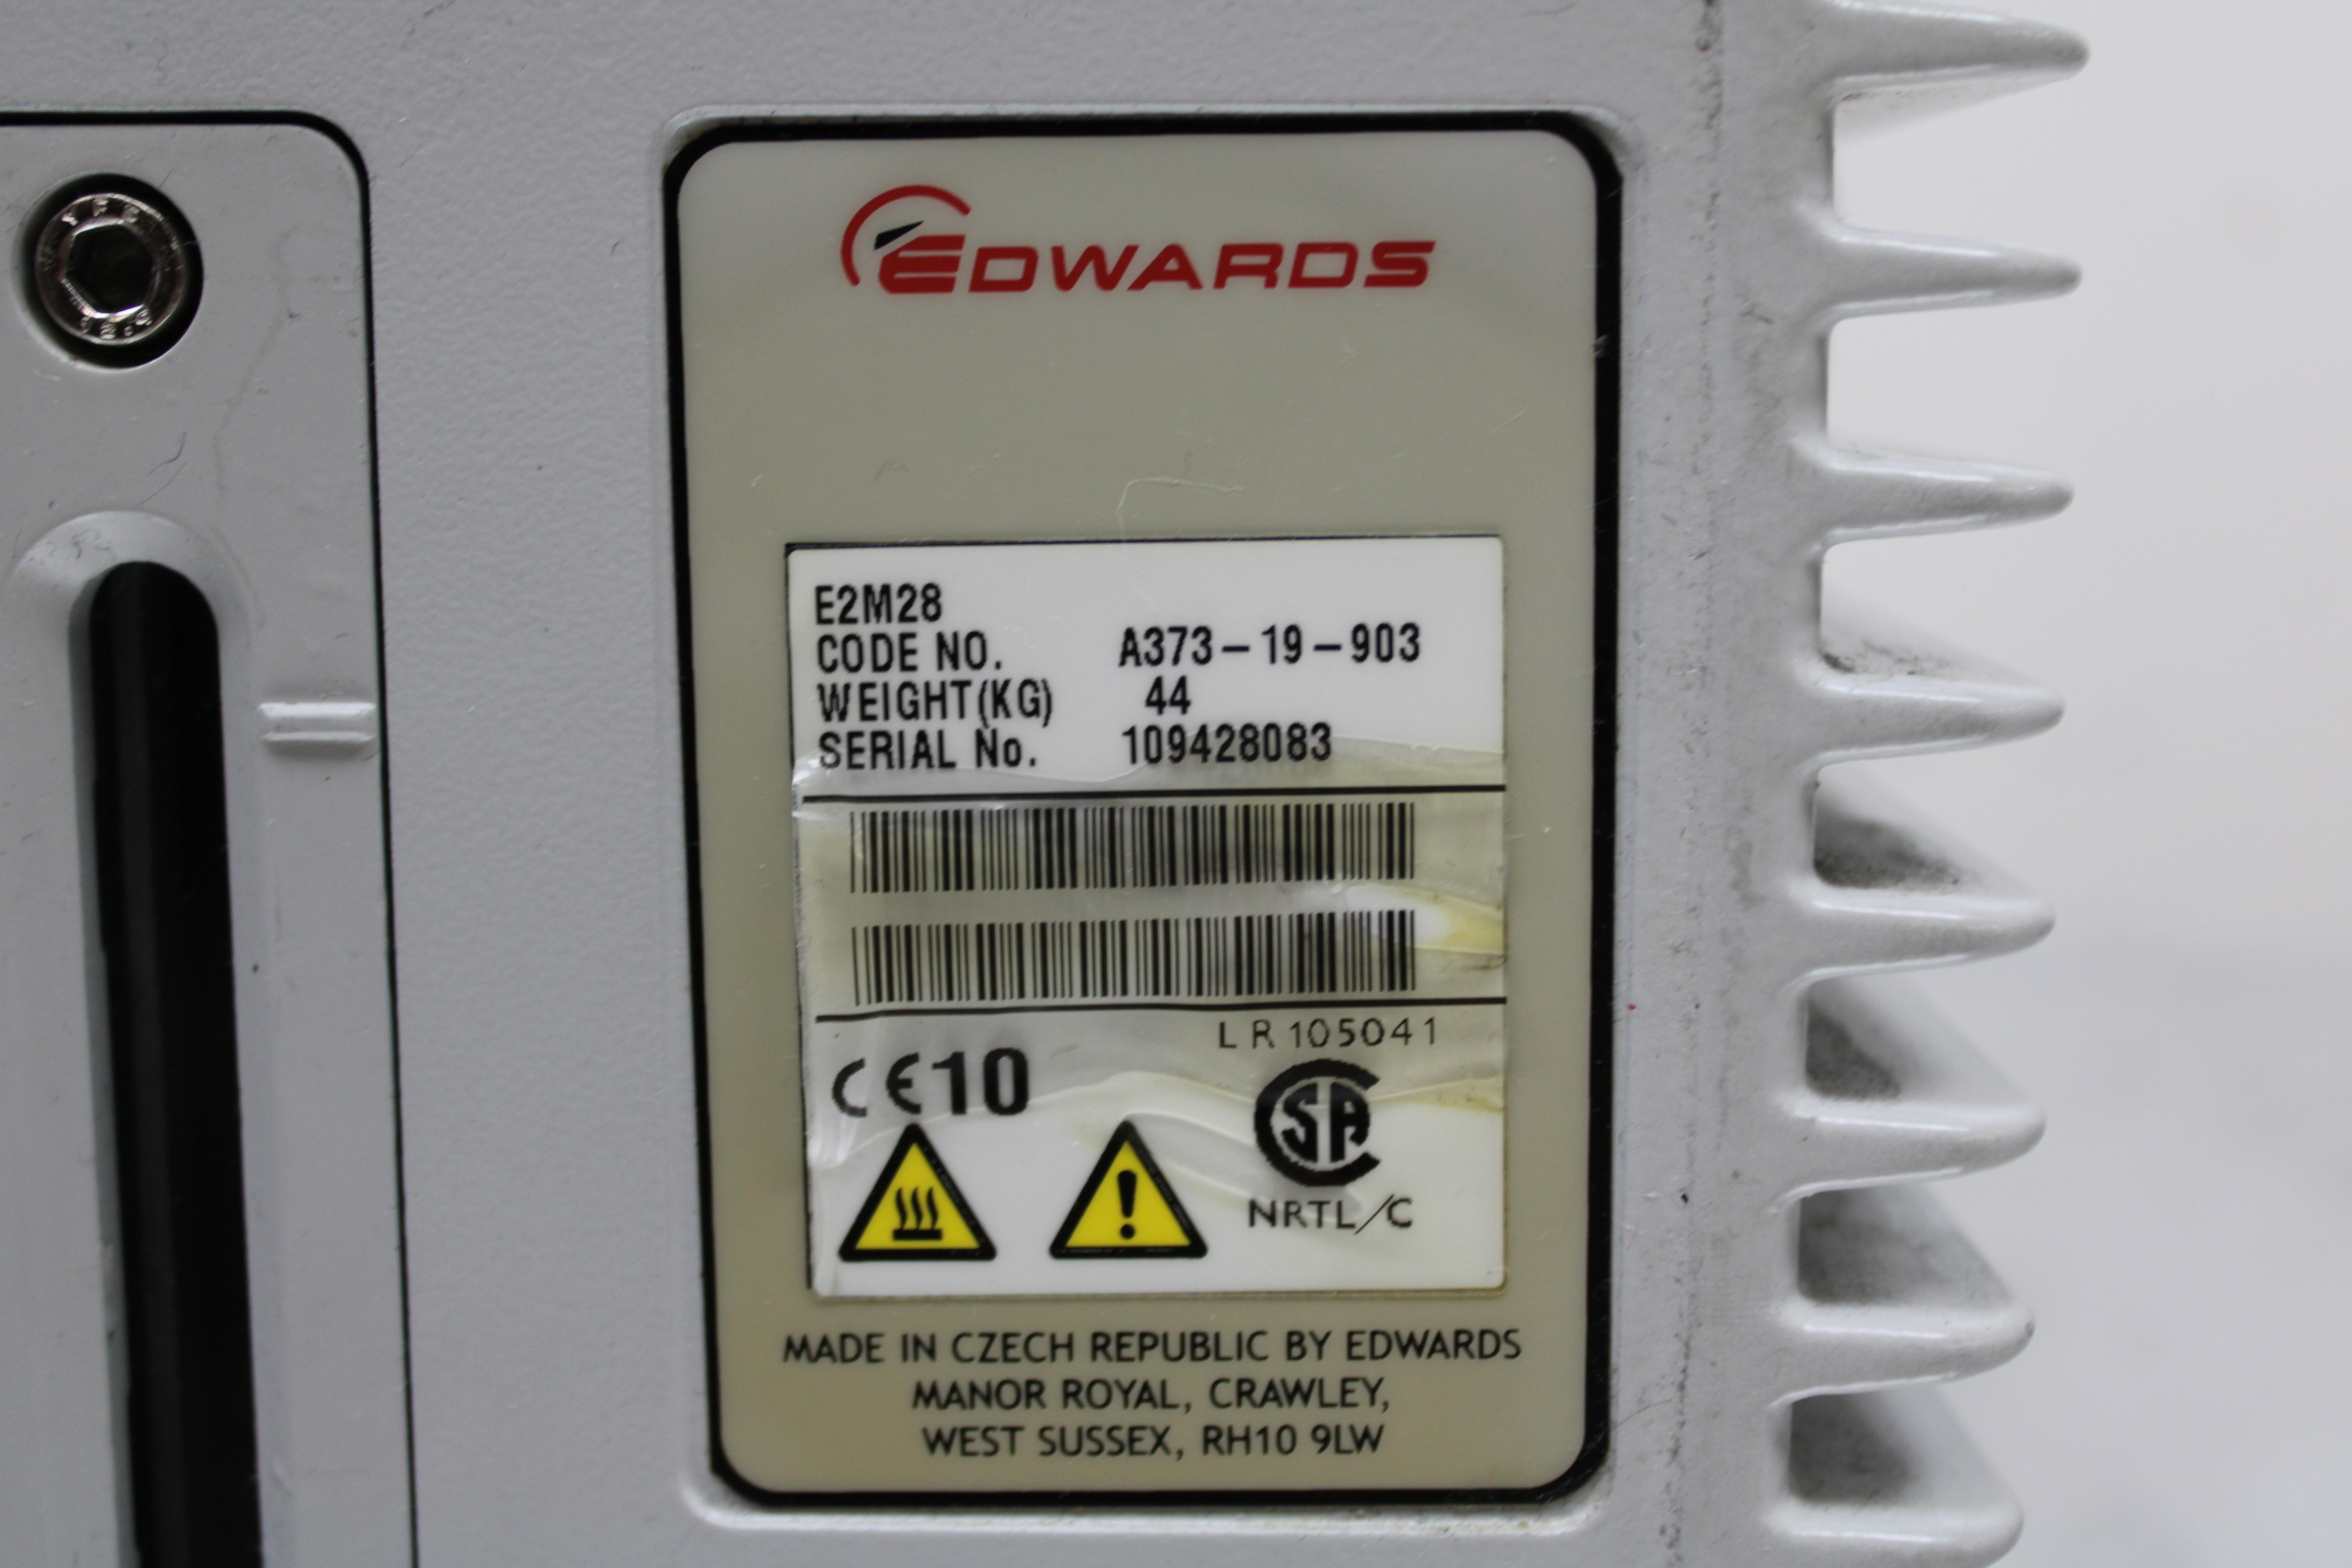 EDWARDS
E2M28
CODE NO. A373-19-903
WEIGHT(KG) 44
SERIAL No. 109428083
LR105041
CE10
SA
NRTL/C
MADE IN CZECH REPUBLIC BY EDWARDS
MANOR ROYAL, CRAWLEY,
WEST SUSSEX, RH10 9LW